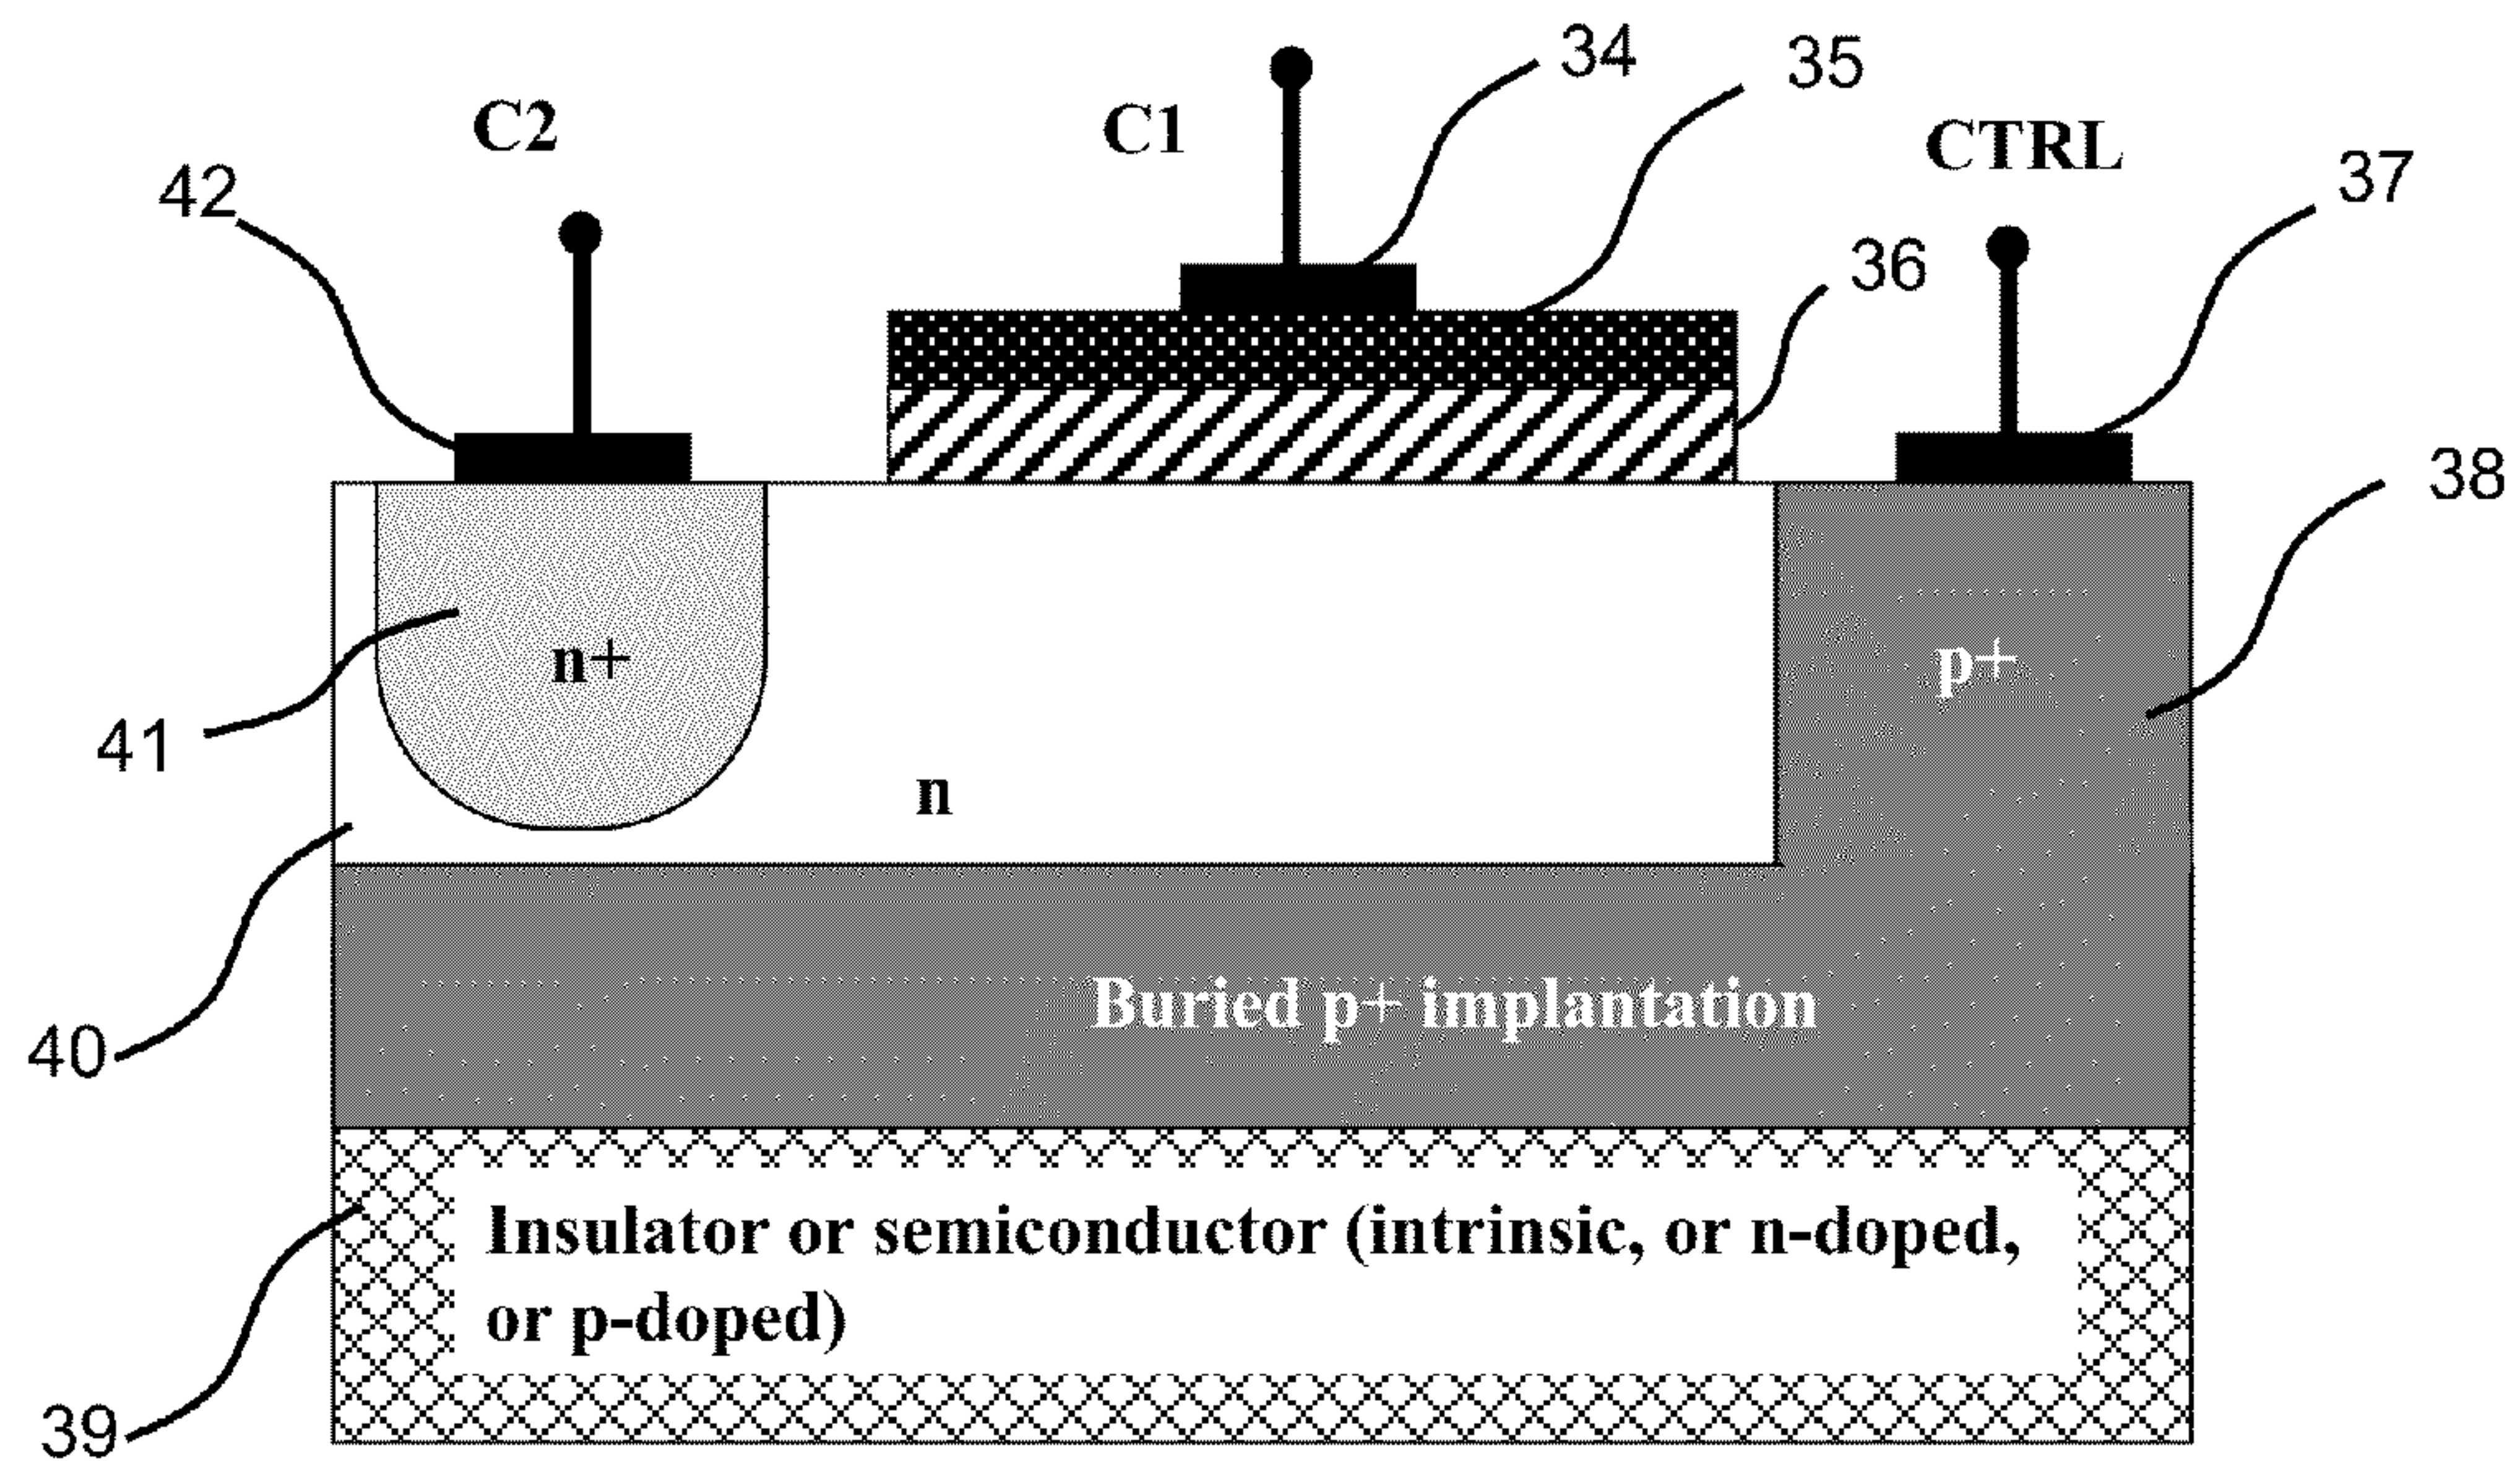 34
35
C2
C1
CTRL
42
37
36
38
n+
p+
41
n
40
Buried p+ implantation
Insulator or semiconductor (intrinsic, or n-doped,
or p-doped)
39